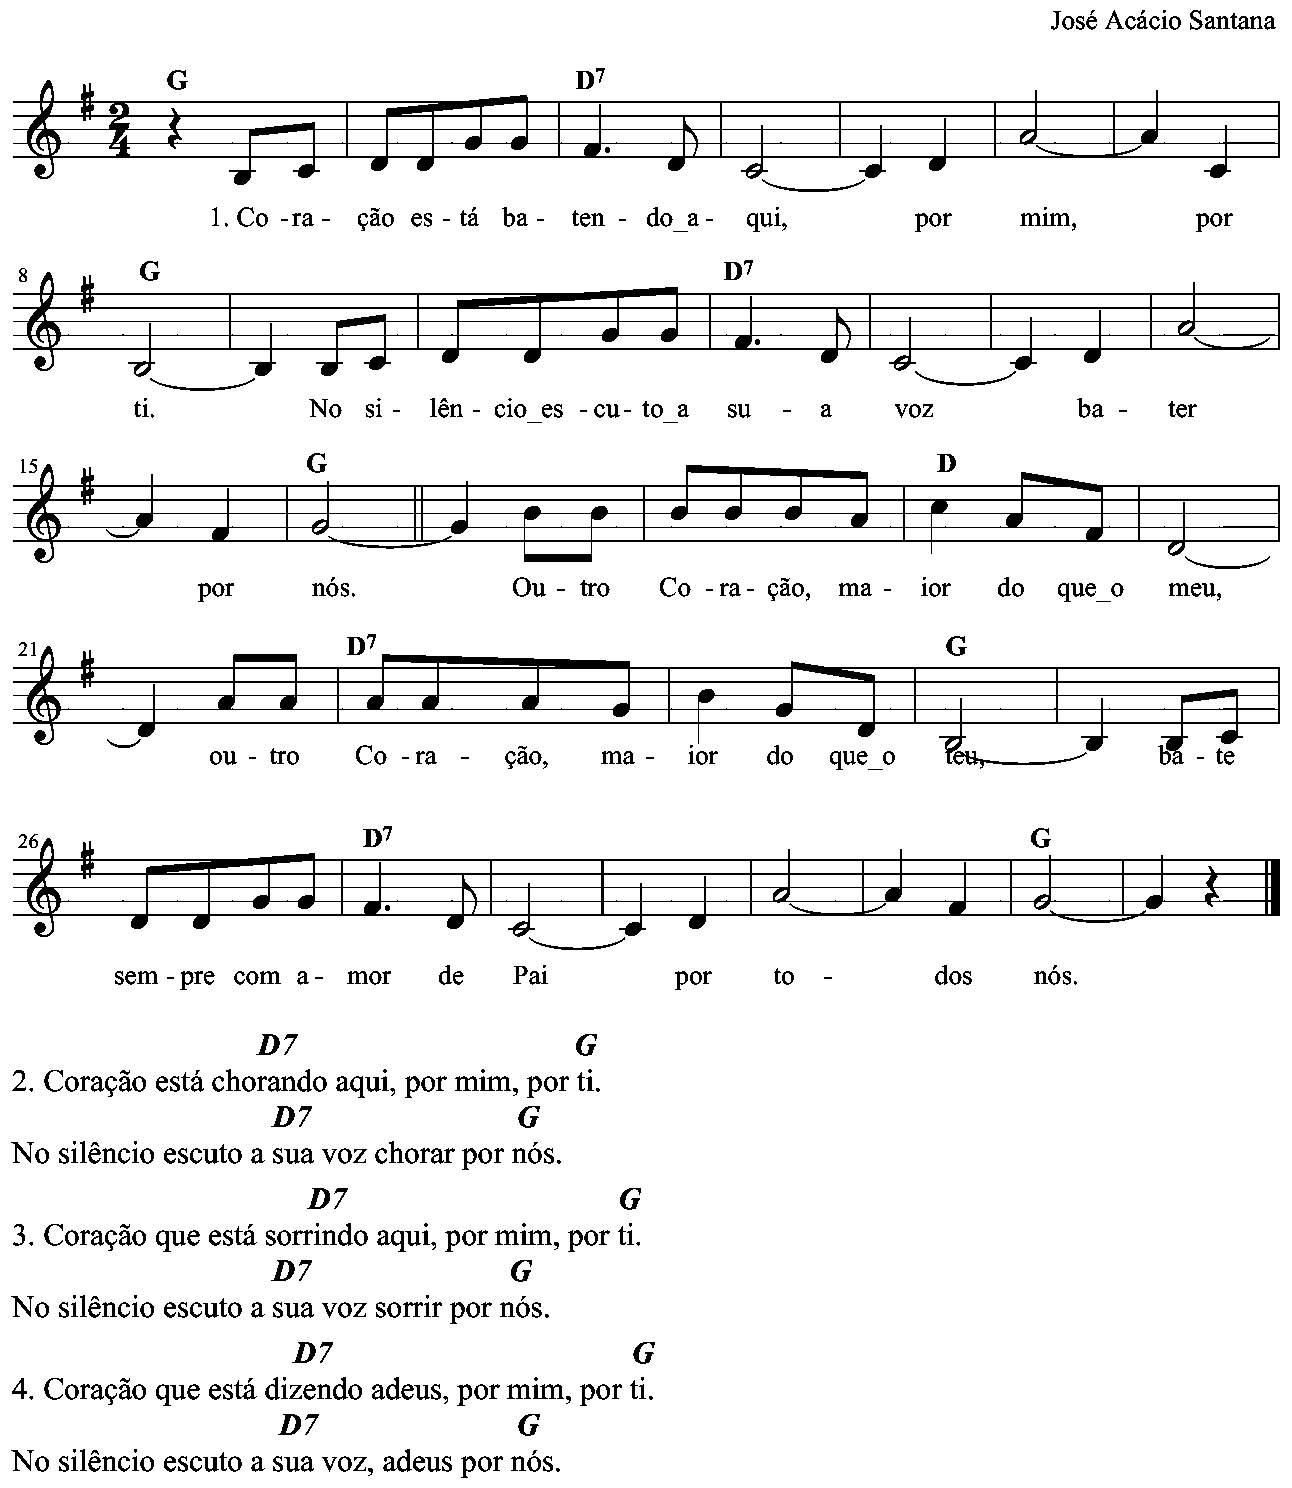 José Acácio Santana
G D7
2
4
1. Co - ra - ção es - tá ba - ten - do_a - qui, por mim, por
8 G D7
ti. No si - lên - cio_es - cu - to_a su - a voz ba - ter
15 G D
por nós. Ou - tro Co - ra - ção, ma - ior do que_o meu,
21 D7 G
ou - tro Co - ra - ção, ma - ior do que_o teu, ba - te
26 D7 G
sem - pre com a - mor de Pai por to - dos nós.
D7 G
2. Coração está chorando aqui, por mim, por ti.
D7 G
No silêncio escuto a sua voz chorar por nós.
D7 G
3. Coração que está sorrindo aqui, por mim, por ti.
D7 G
No silêncio escuto a sua voz sorrir por nós.
D7 G
4. Coração que está dizendo adeus, por mim, por ti.
D7 G
No silêncio escuto a sua voz, adeus por nós.